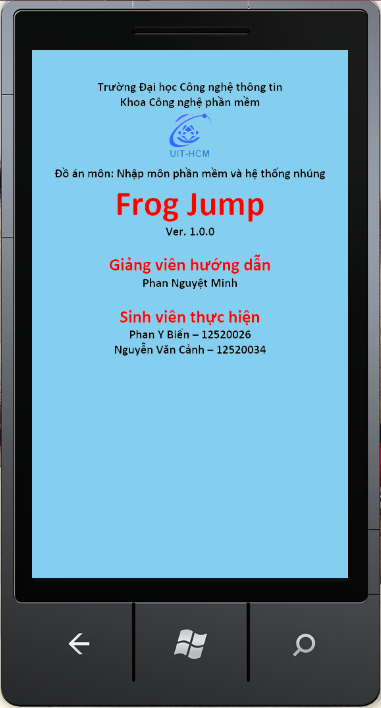 Trường Đại học Công nghệ thông tin
Khoa Công nghệ phần mềm
UIT-HCM
Đồ án môn: Nhập môn phần mềm và hệ thống nhúng
Frog Jump
Ver. 1.0.0
Giảng viên hướng dẫn
Phan Nguyệt Minh
Sinh viên thực hiện
Phan Y Biển – 12520026
Nguyễn Văn Cảnh – 12520034